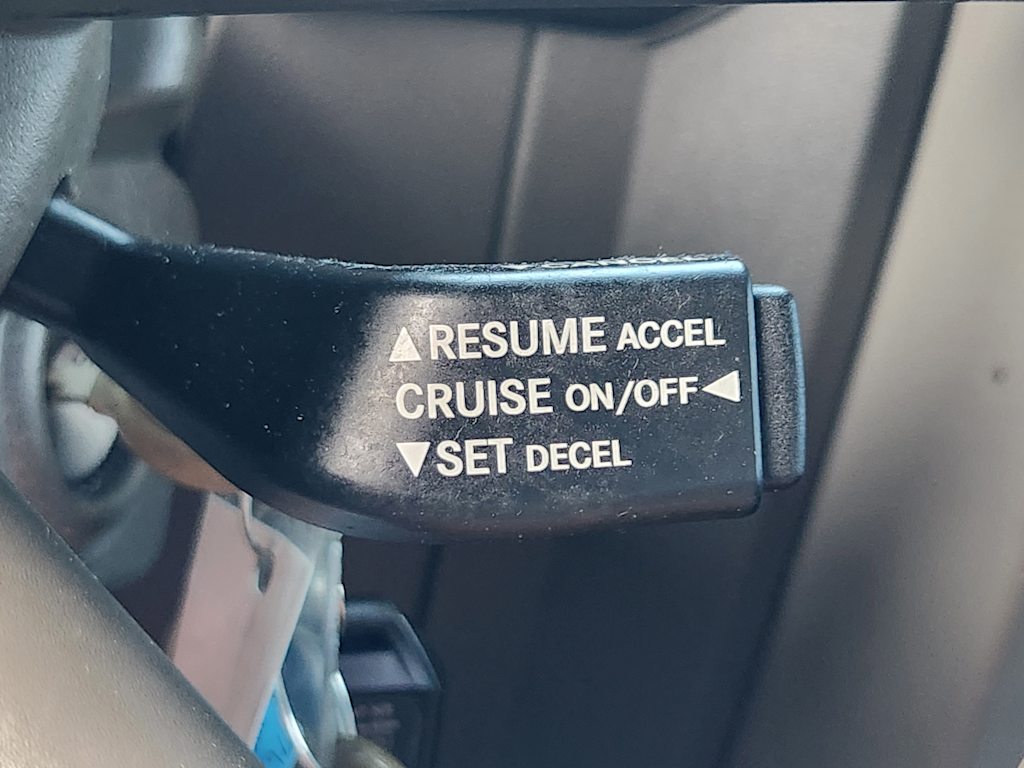 ▲RESUME ACCEL
CRUISE ON/OFF◀
▼SET DECEL